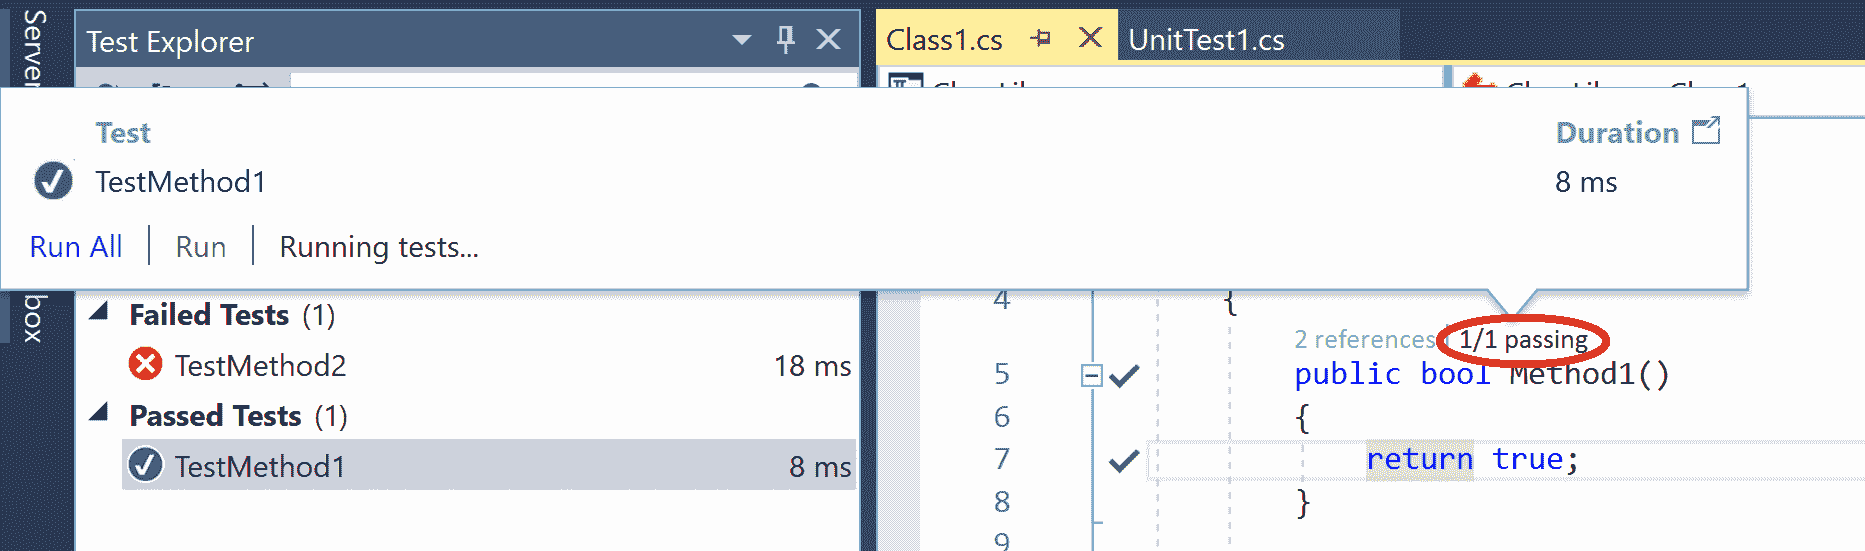 Server
Test Explorer
Class1.cs
UnitTest1.cs
Test
Duration
TestMethod1
8 ms
Run All
Run
Running tests...
box
Failed Tests (1)
TestMethod2
18 ms
Passed Tests (1)
TestMethod1
8 ms
4 {
2 references
1/1 passing
5 public bool Method1()
6 {
7 return true;
8 }
9